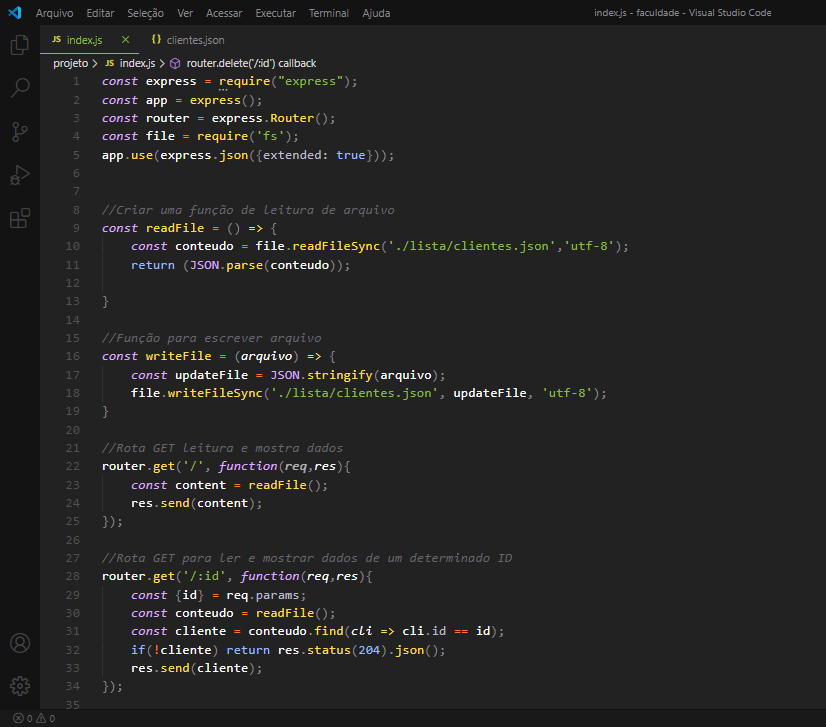 Arquivo Editar Seleção Ver Acessar Executar Terminal Ajuda index.js - faculdade - Visual Studio Code
JS index.js × {} clientes.json
projeto > JS index.js > router.delete('/:id') callback
1 const express = require("express");
2 const app = express();
3 const router = express.Router();
4 const file = require('fs');
5 app.use(express.json({extended: true}));
6
7
8 //Criar uma função de leitura de arquivo
9 const readFile = () => {
10 const conteudo = file.readFileSync('./lista/clientes.json','utf-8');
11 return (JSON.parse(conteudo));
12
13 }
14
15 //Função para escrever arquivo
16 const writeFile = (arquivo) => {
17 const updateFile = JSON.stringify(arquivo);
18 file.writeFileSync('./lista/clientes.json', updateFile, 'utf-8');
19 }
20
21 //Rota GET leitura e mostra dados
22 router.get('/', function(req,res){
23 const content = readFile();
24 res.send(content);
25 });
26
27 //Rota GET para ler e mostrar dados de um determinado ID
28 router.get('/:id', function(req,res){
29 const {id} = req.params;
30 const conteudo = readFile();
31 const cliente = conteudo.find(cli => cli.id == id);
32 if(!cliente) return res.status(204).json();
33 res.send(cliente);
34 });
35
0 0